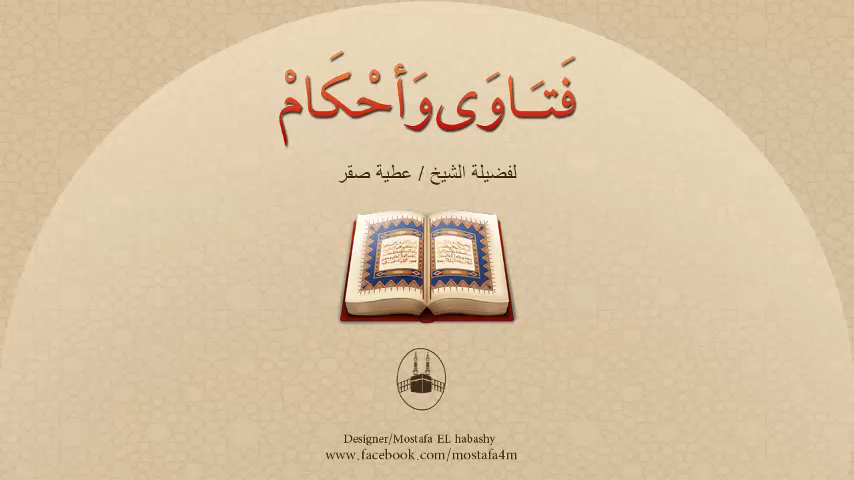 فَتَاوَى وَأَحْكَامْ
لفضيلة الشيخ / عطية صقر
Designer/Mostafa EL habashy
www.facebook.com/mostafa4m